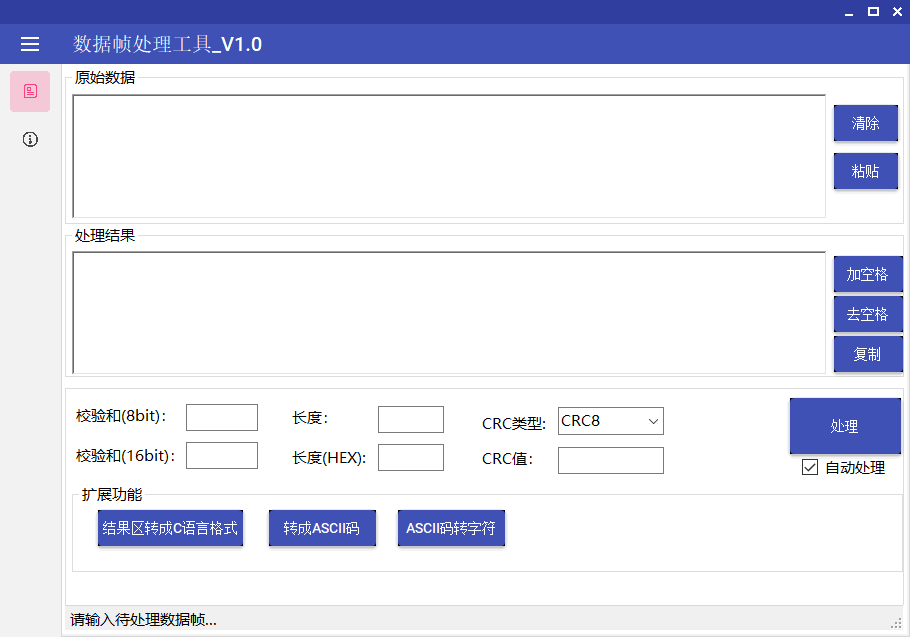 数据帧处理工具_V1.0
原始数据
清除
粘贴
处理结果
加空格
去空格
复制
校验和(8bit):
长度:
CRC类型:
CRC8
处理
校验和(16bit):
长度(HEX):
CRC值:
自动处理
扩展功能
结果区转成C语言格式
转成ASCII码
ASCII码转字符
请输入待处理数据帧...